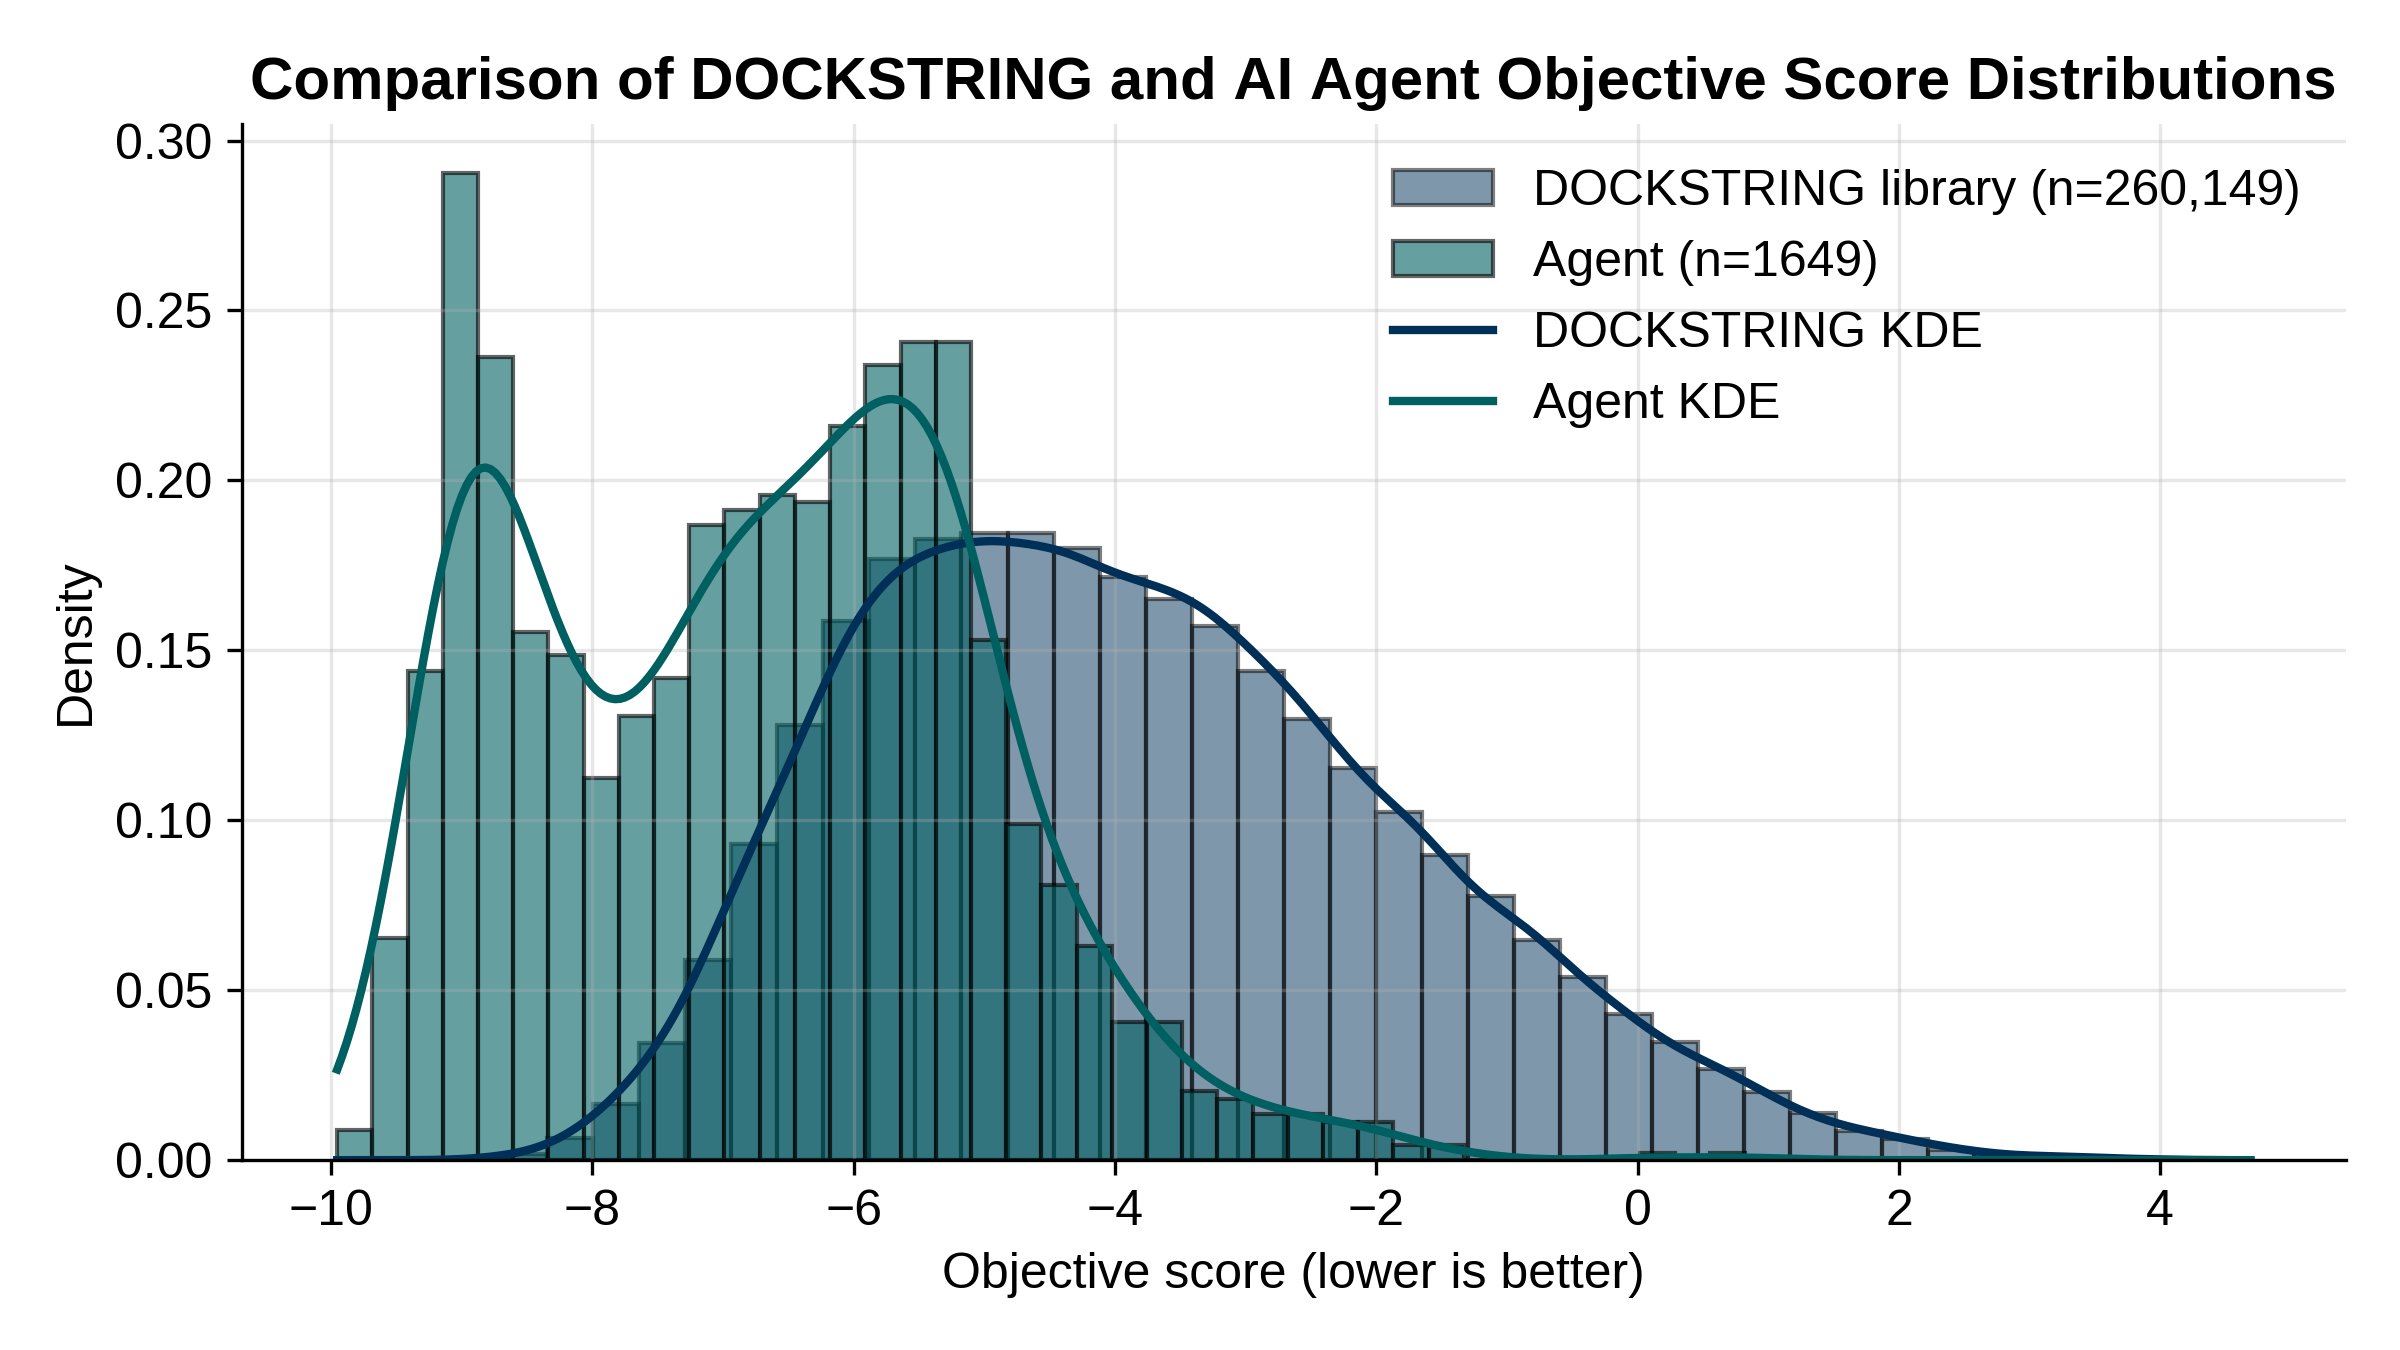 Comparison of DOCKSTRING and AI Agent Objective Score Distributions
0.30
0.25
0.20
0.15
0.10
0.05
0.00
Density
DOCKSTRING library (n=260,149)
Agent (n=1649)
DOCKSTRING KDE
Agent KDE
−10
−8
−6
−4
−2
0
2
4
Objective score (lower is better)